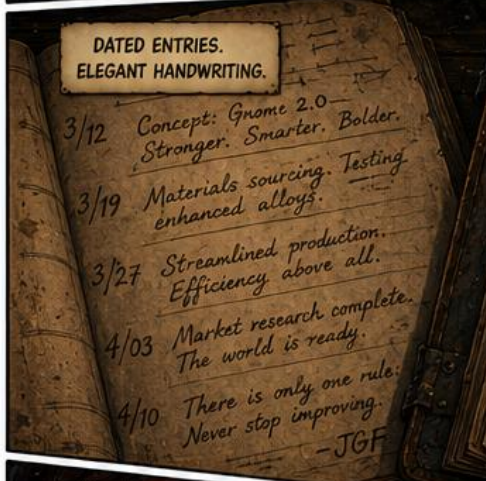 DATED ENTRIES.
ELEGANT HANDWRITING.
3/12 Concept: Gnome 2.0—
Stronger. Smarter. Bolder.
3/19 Materials sourcing. Testing
enhanced alloys.
3/27 Streamlined production.
Efficiency above all.
4/03 Market research complete.
The world is ready.
4/10 There is only one rule:
Never stop improving.
–JGF